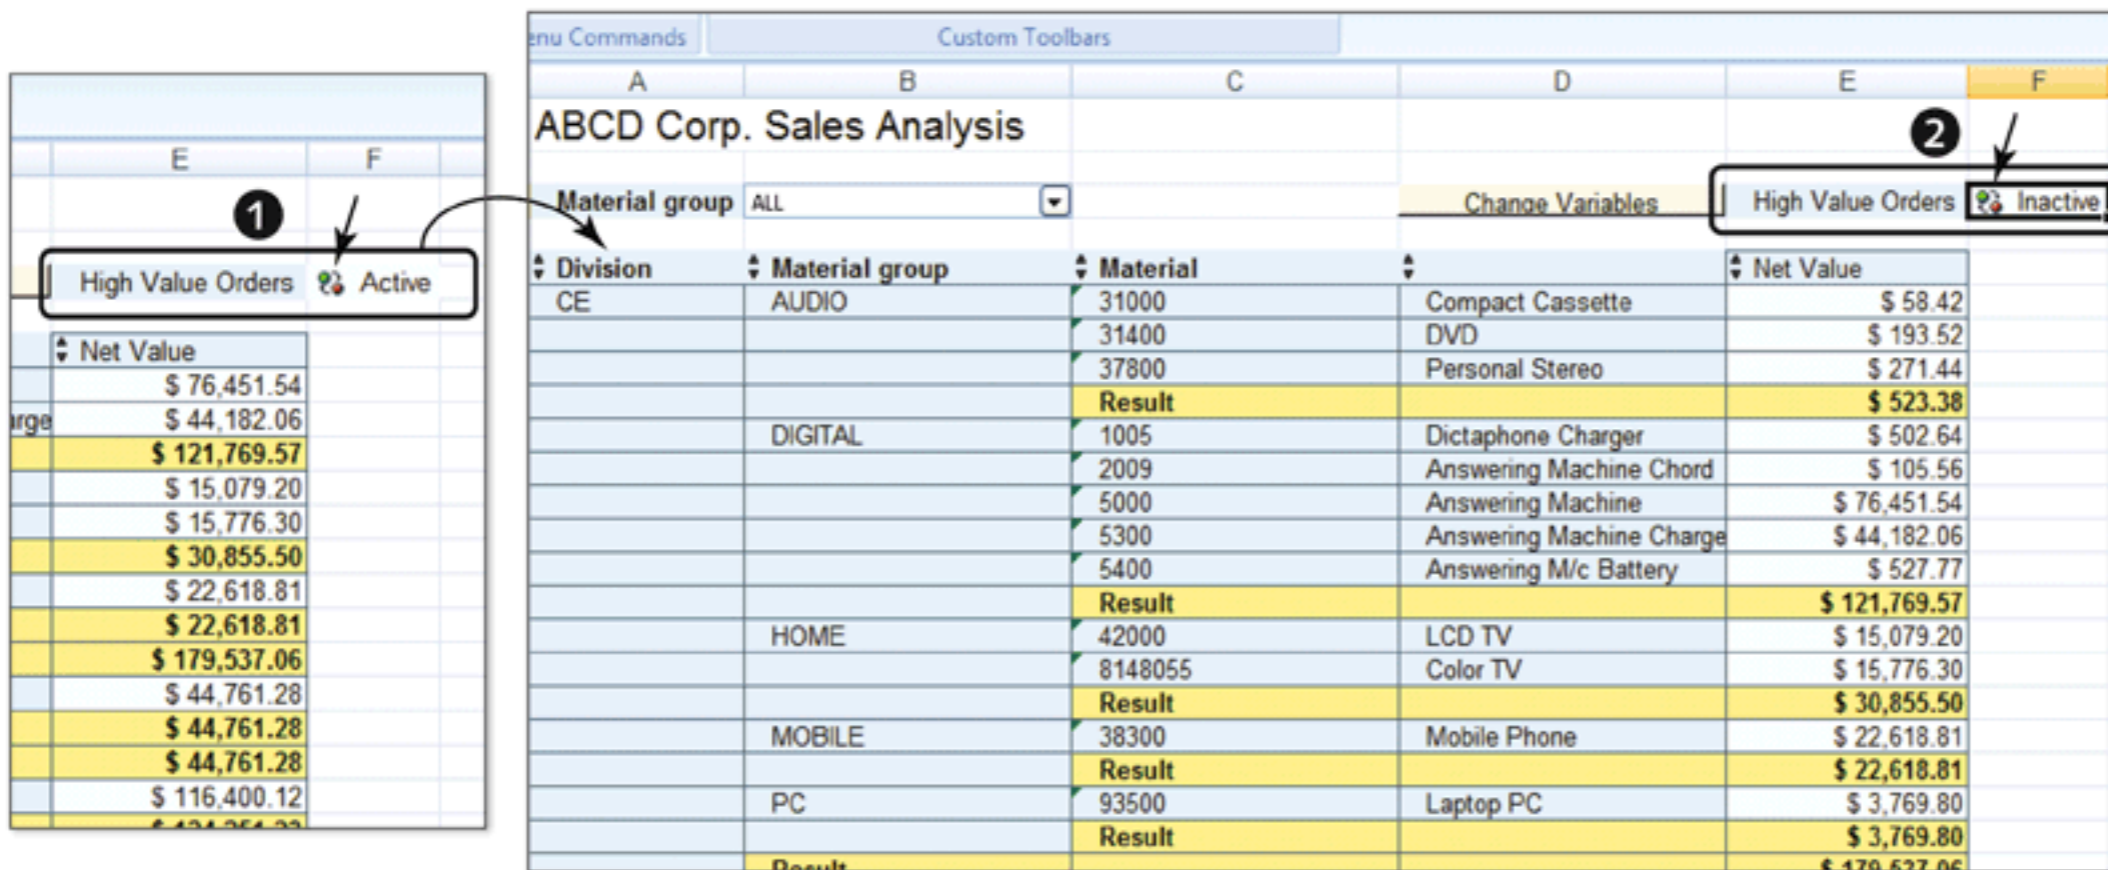 E F
1
High Value Orders Active
Net Value
$ 76,451.54
arge $ 44,182.06
$ 121,769.57
$ 15,079.20
$ 15,776.30
$ 30,855.50
$ 22,618.81
$ 22,618.81
$ 179,537.06
$ 44,761.28
$ 44,761.28
$ 44,761.28
$ 116,400.12
enu Commands Custom Toolbars
A B C D E F
ABCD Corp. Sales Analysis
2
Material group ALL Change Variables High Value Orders Inactive
Division Material group Material Net Value
CE AUDIO 31000 Compact Cassette $ 58.42
31400 DVD $ 193.52
37800 Personal Stereo $ 271.44
Result $ 523.38
DIGITAL 1005 Dictaphone Charger $ 502.64
2009 Answering Machine Chord $ 105.56
5000 Answering Machine $ 76,451.54
5300 Answering Machine Charge $ 44,182.06
5400 Answering M/c Battery $ 527.77
Result $ 121,769.57
HOME 42000 LCD TV $ 15,079.20
8148055 Color TV $ 15,776.30
Result $ 30,855.50
MOBILE 38300 Mobile Phone $ 22,618.81
Result $ 22,618.81
PC 93500 Laptop PC $ 3,769.80
Result $ 3,769.80
Result $ 179,537.06